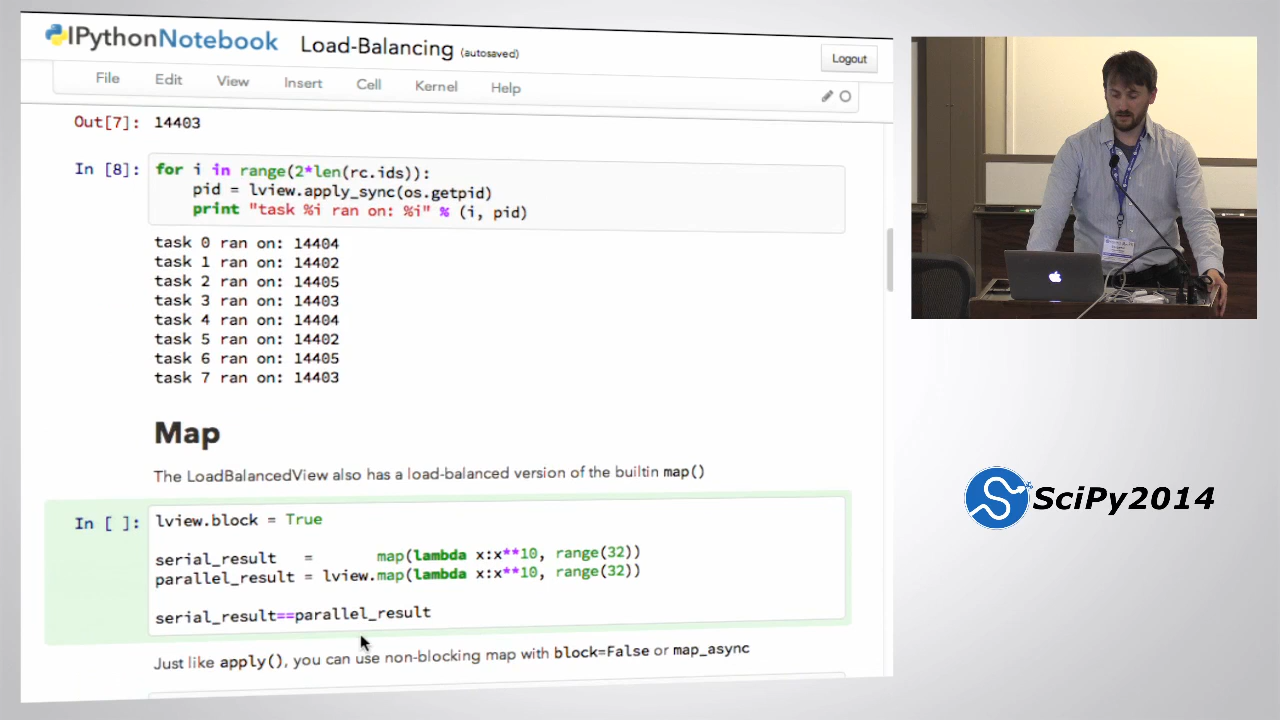 IPythonNotebook Load-Balancing (autosaved)
Logout
File Edit View Insert Cell Kernel Help
Out[7]: 14403
In [8]: for i in range(2*len(rc.ids)):
pid = lview.apply_sync(os.getpid)
print "task %i ran on: %i" % (i, pid)
task 0 ran on: 14404
task 1 ran on: 14402
task 2 ran on: 14405
task 3 ran on: 14403
task 4 ran on: 14404
task 5 ran on: 14402
task 6 ran on: 14405
task 7 ran on: 14403
Map
The LoadBalancedView also has a load-balanced version of the builtin map()
In [ ]: lview.block = True
serial_result = map(lambda x:x**10, range(32))
parallel_result = lview.map(lambda x:x**10, range(32))
serial_result==parallel_result
Just like apply(), you can use non-blocking map with block=False or map_async
SciPy2014